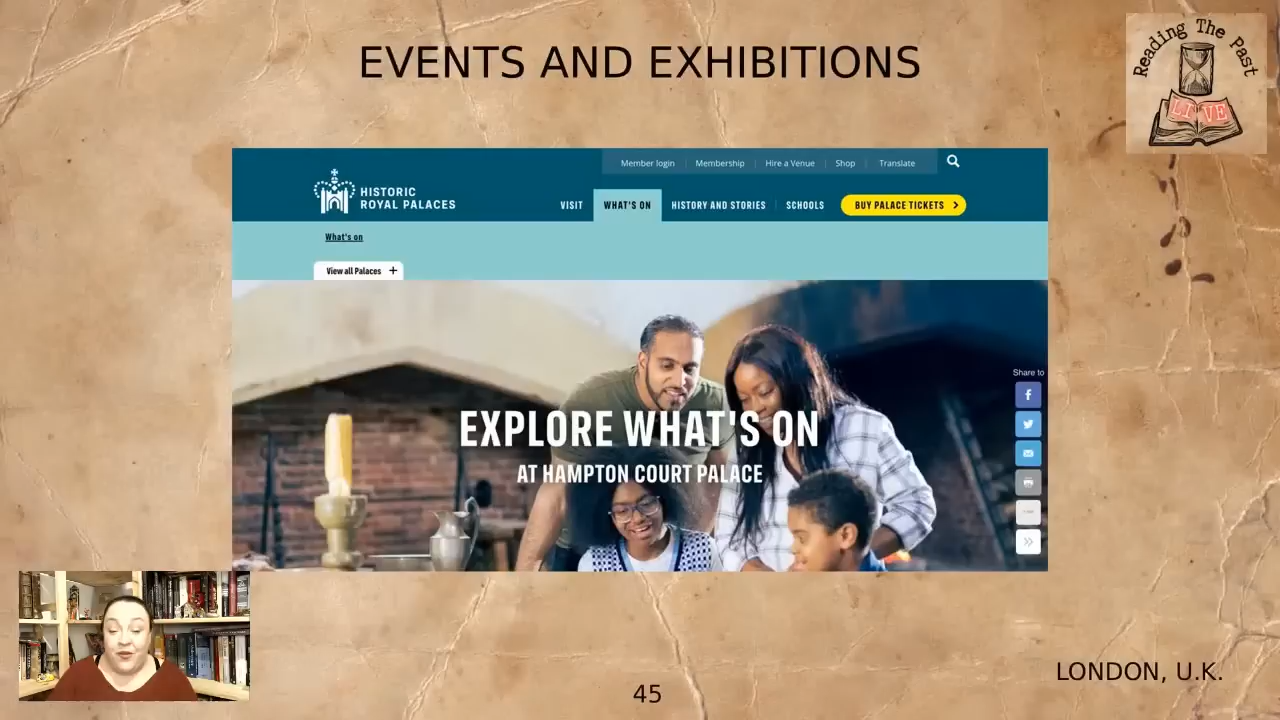 EVENTS AND EXHIBITIONS
Reading The Past
LIVE
Member login
Membership
Hire a Venue
Shop
Translate
HISTORIC
ROYAL PALACES
VISIT
WHAT'S ON
HISTORY AND STORIES
SCHOOLS
BUY PALACE TICKETS
What's on
View all Palaces +
Share to
EXPLORE WHAT'S ON
AT HAMPTON COURT PALACE
LONDON, U.K.
45